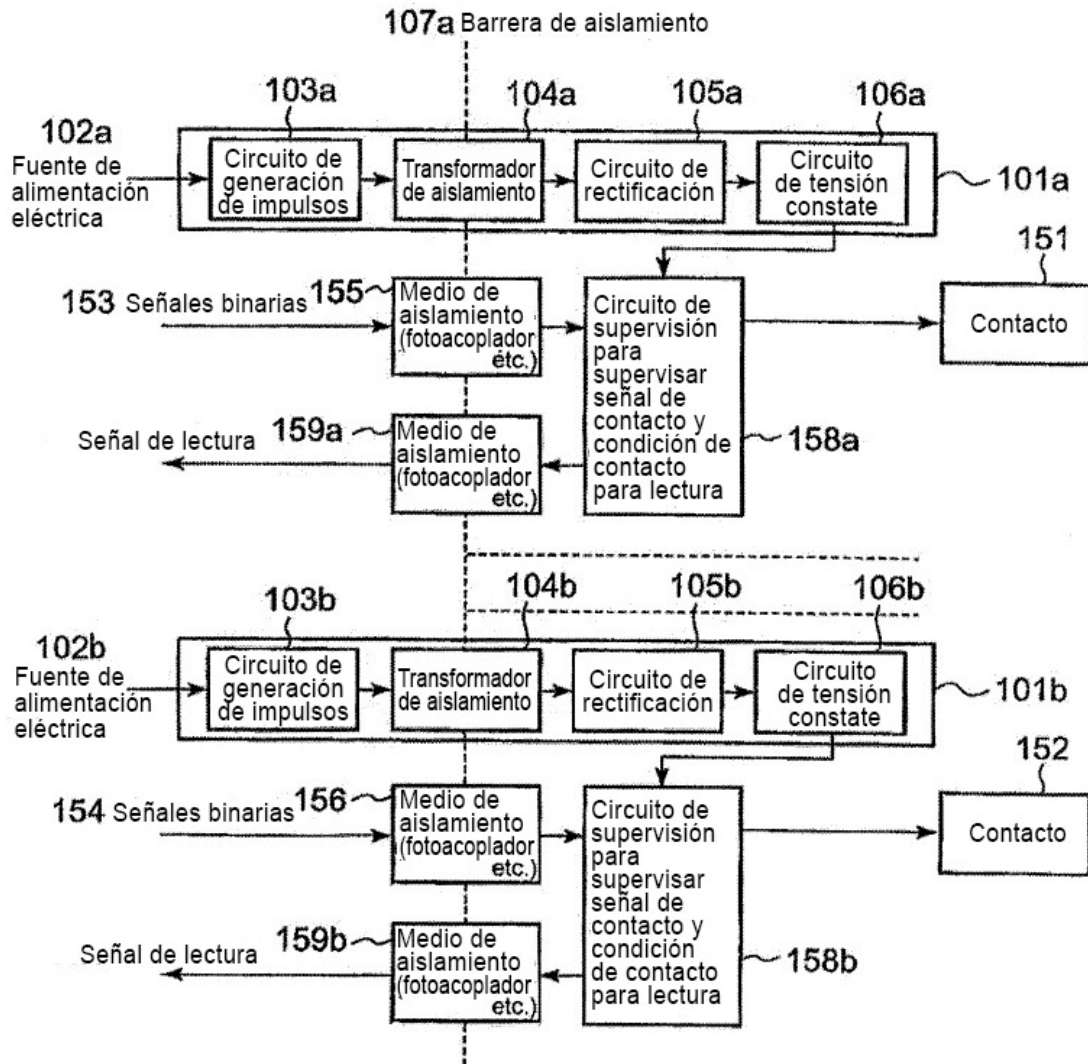 107a Barrera de aislamiento
103a
104a
105a
106a
102a
Fuente de
alimentación
eléctrica
Circuito de
generación
de impulsos
Transformador
de aislamiento
Circuito de
rectificación
Circuito
de tensión
constate
101a
151
153 Señales binarias
155
Medio de
aislamiento
(fotoacoplador
etc.)
Circuito de
supervisión
para
supervisar
señal de
contacto y
condición de
contacto
para lectura
Contacto
Señal de lectura
159a
Medio de
aislamiento
(fotoacoplador
etc.)
158a
103b
104b
105b
106b
102b
Fuente de
alimentación
eléctrica
Circuito de
generación
de impulsos
Transformador
de aislamiento
Circuito de
rectificación
Circuito
de tensión
constate
101b
152
154 Señales binarias
156
Medio de
aislamiento
(fotoacoplador
etc.)
Circuito de
supervisión
para
supervisar
señal de
contacto y
condición
de contacto
para lectura
Contacto
Señal de lectura
159b
Medio de
aislamiento
(fotoacoplador
etc.)
158b